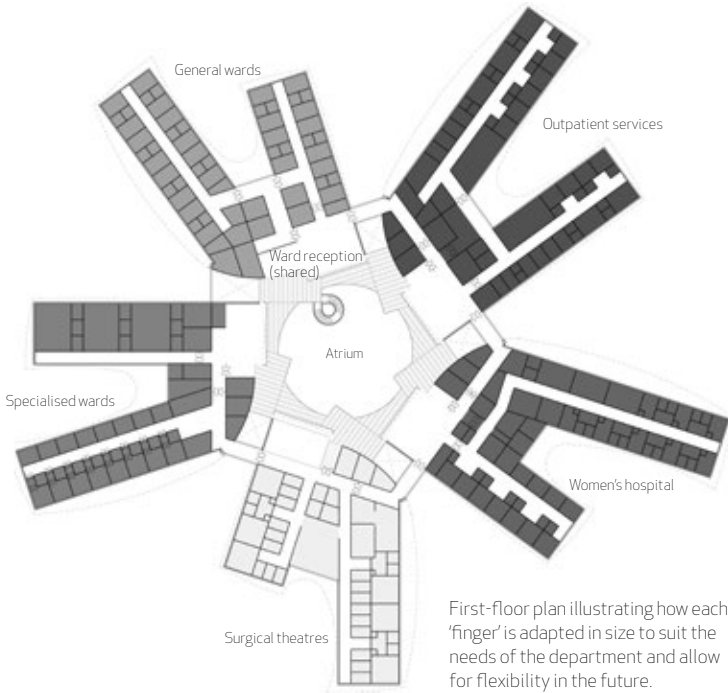 General wards
Outpatient services
Ward reception
(shared)
Atrium
Specialised wards
Women's hospital
Surgical theatres
First-floor plan illustrating how each
‘finger’ is adapted in size to suit the
needs of the department and allow
for flexibility in the future.